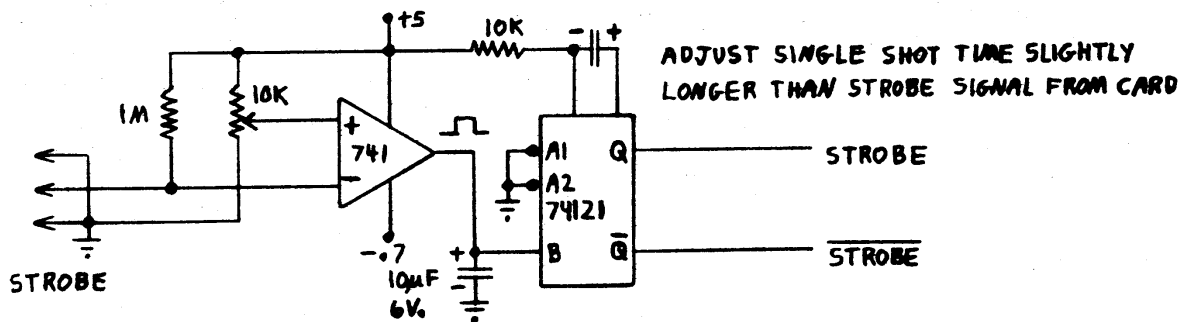 +5
10K
- +
ADJUST SINGLE SHOT TIME SLIGHTLY
LONGER THAN STROBE SIGNAL FROM CARD
1M
10K
+
741
-
A1
A2
74121
B
Q
Q̅
STROBE
S̅T̅R̅O̅B̅E̅
-.7
+
10µF
-
6V.
STROBE